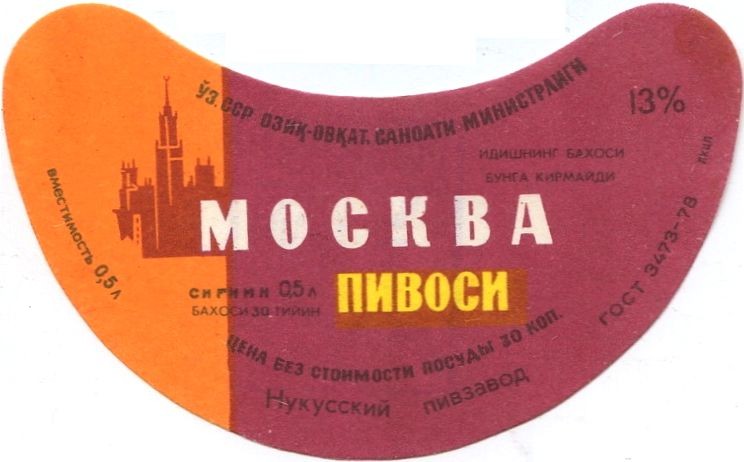 ЎЗ. ССР ОЗИҚ-ОВҚАТ. САНОАТИ МИНИСТРЛИГИ
13%
ИДИШНИНГ БАХОСИ
БУНГА КИРМАЙДИ
МОСКВА
ПИВОСИ
вместимость 0,5 л
СИҒИМИ 0,5 л
БАХОСИ 30 ТИЙИН
ЦЕНА БЕЗ СТОИМОСТИ ПОСУДЫ 30 КОП.
Нукусский пивзавод
ГОСТ 3473-78